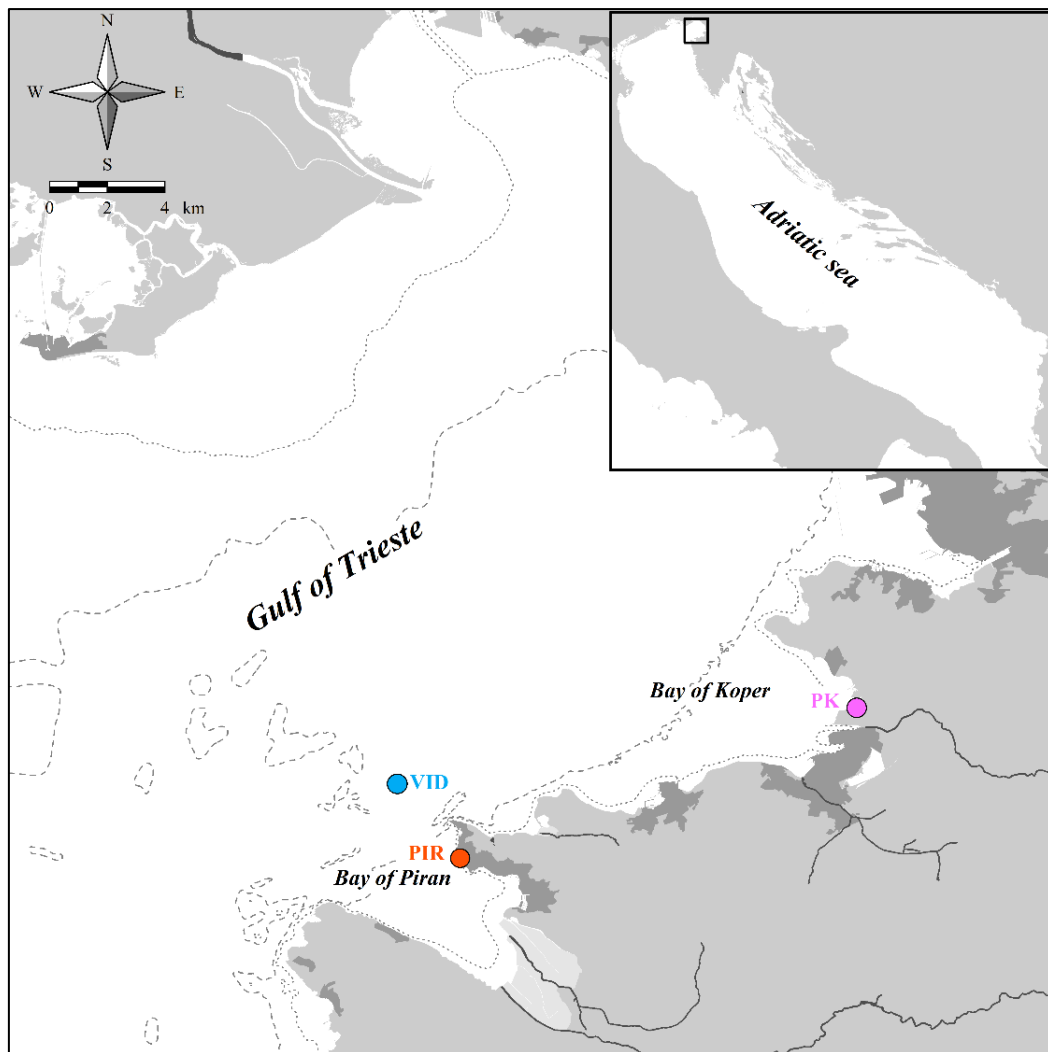 N
W E
S
0 2 4 km
Adriatic sea
Gulf of Trieste
Bay of Koper
PK
VID
PIR
Bay of Piran